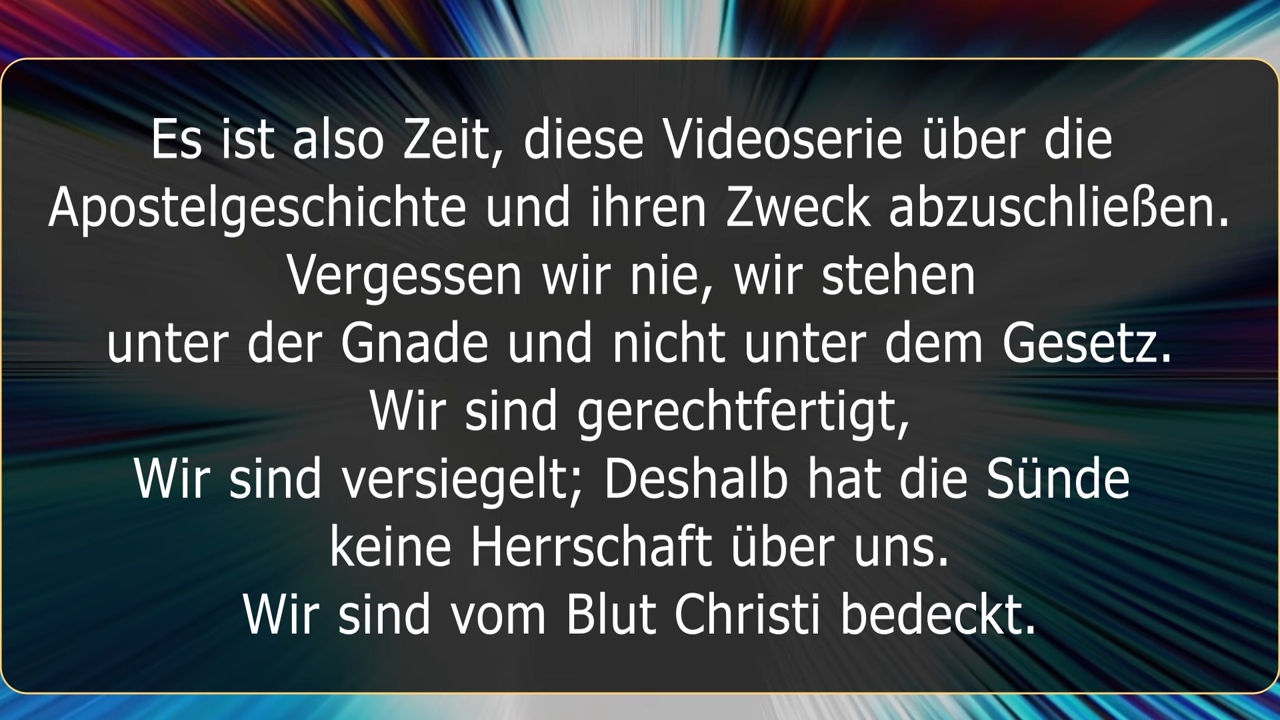 Es ist also Zeit, diese Videoserie über die
Apostelgeschichte und ihren Zweck abzuschließen.
Vergessen wir nie, wir stehen
unter der Gnade und nicht unter dem Gesetz.
Wir sind gerechtfertigt,
Wir sind versiegelt; Deshalb hat die Sünde
keine Herrschaft über uns.
Wir sind vom Blut Christi bedeckt.